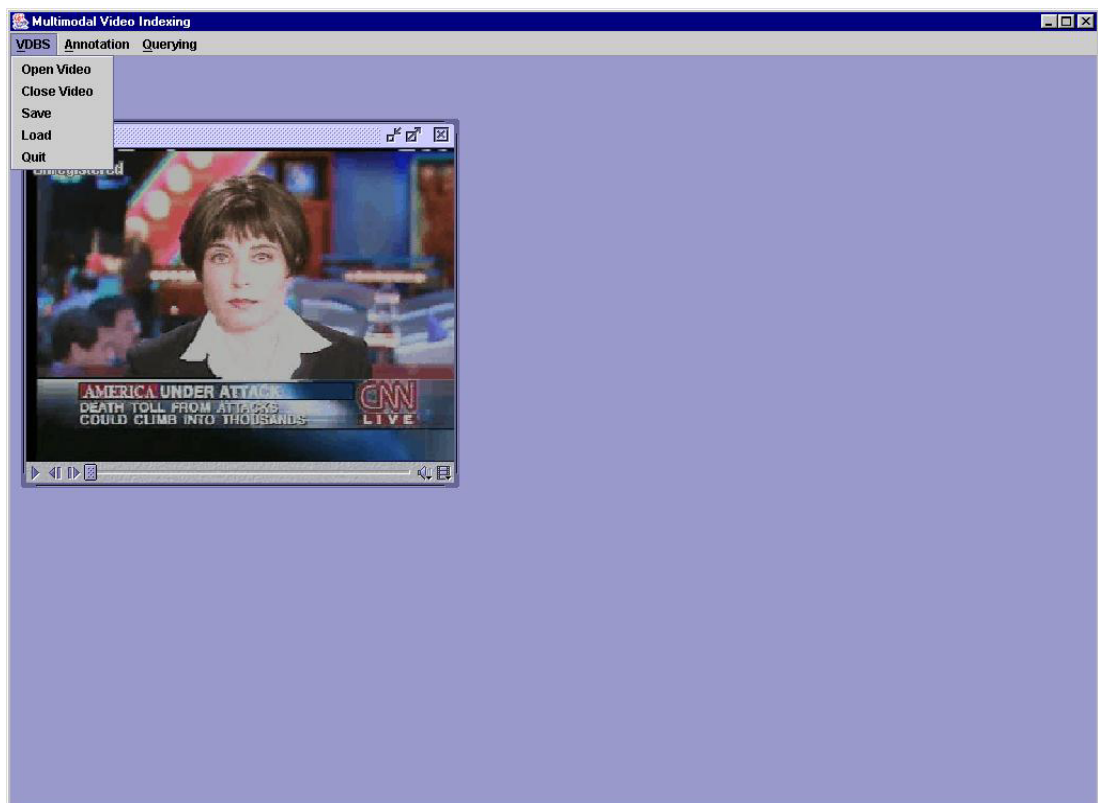 Multimodal Video Indexing
VDBS Annotation Querying
Open Video
Close Video
Save
Load
Quit
Unregistered
AMERICA UNDER ATTACK
DEATH TOLL FROM ATTACKS
COULD CLIMB INTO THOUSANDS
CNN
LIVE